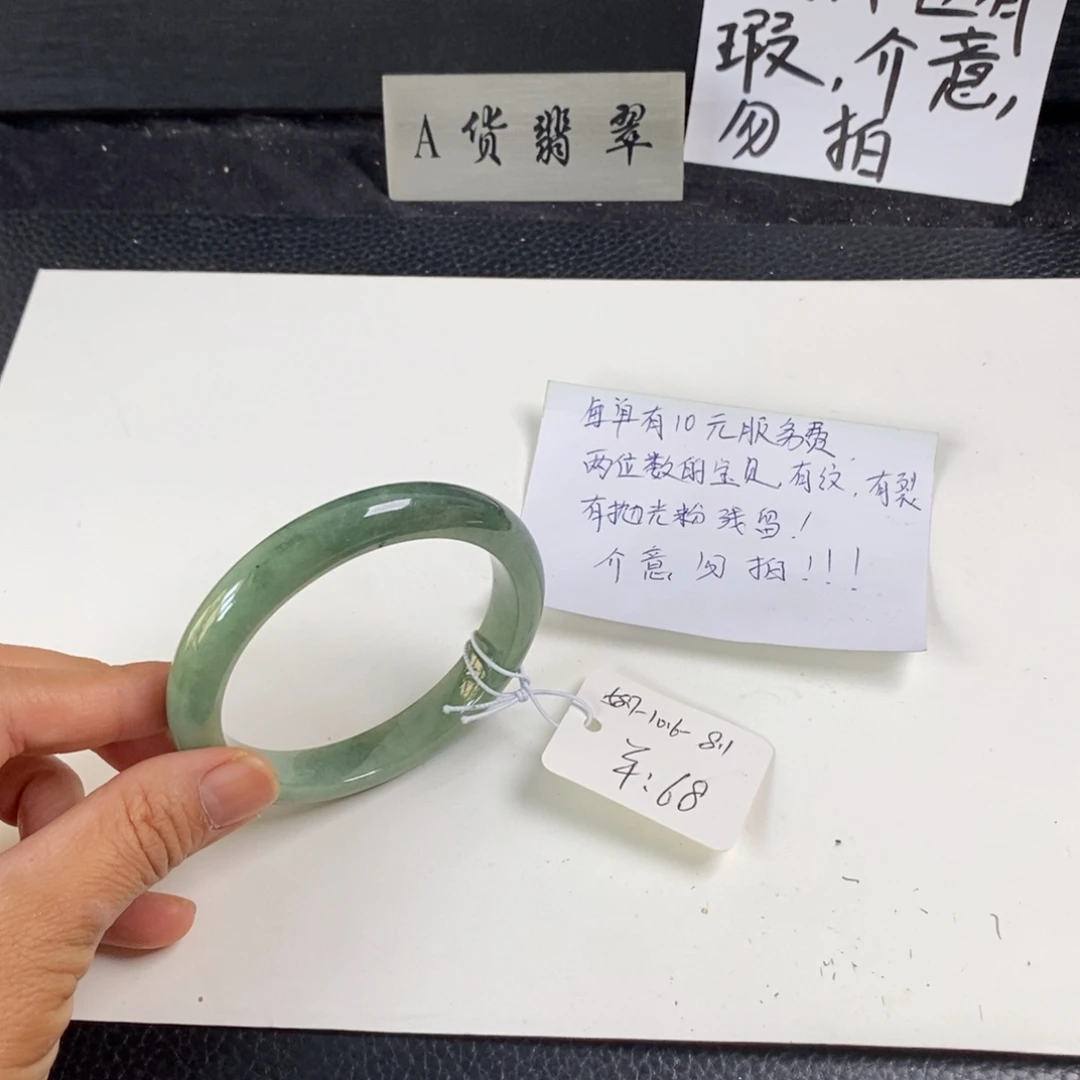 A货翡翠
瑕，介意，
勿拍
每单有10元服务费
两位数的宝贝，有纹，有裂
有抛光粉残留！
介意勿拍！！！
￥:68